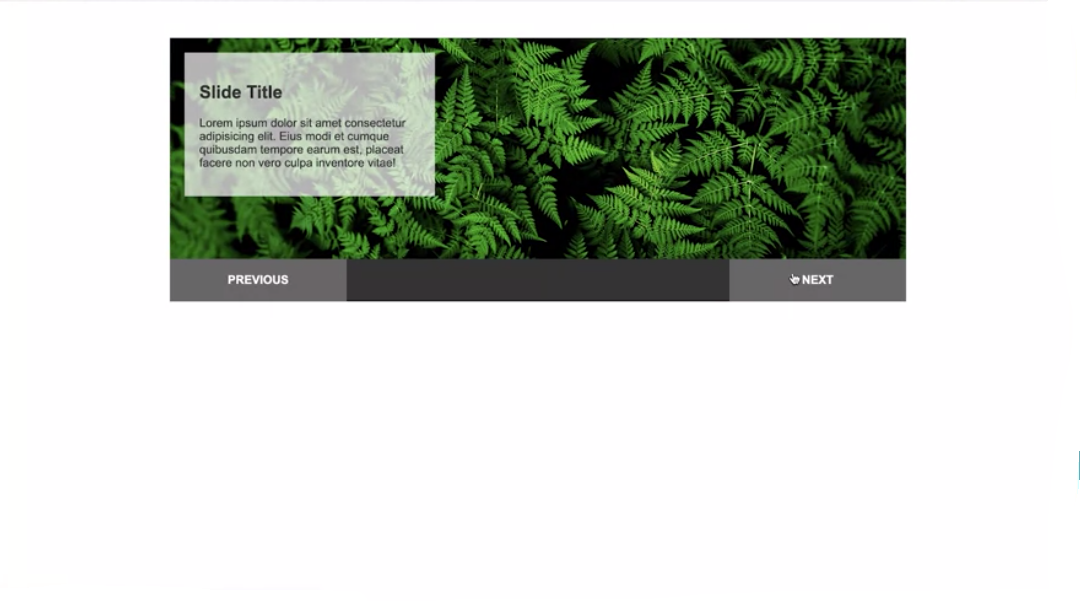 Slide Title
Lorem ipsum dolor sit amet consectetur
adipisicing elit. Eius modi et cumque
quibusdam tempore earum est, placeat
facere non vero culpa inventore vitae!
PREVIOUS
NEXT